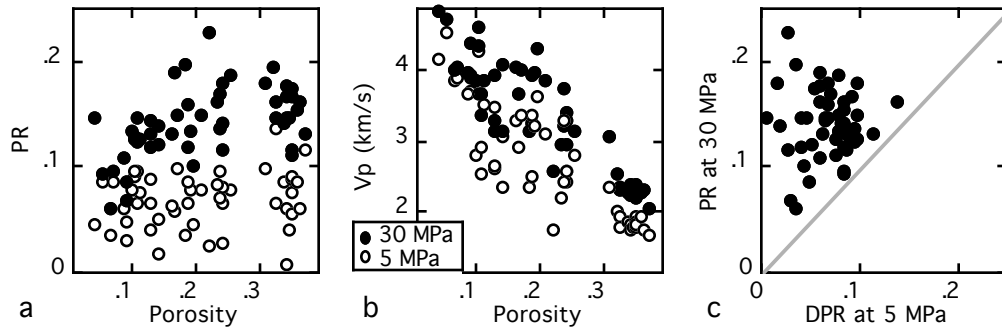 PR
.2
.1
0
.1
.2
.3
a
Porosity
Vp (km/s)
4
3
2
30 MPa
5 MPa
.1
.2
.3
b
Porosity
PR at 30 MPa
.2
.1
0
0
.1
.2
c
DPR at 5 MPa